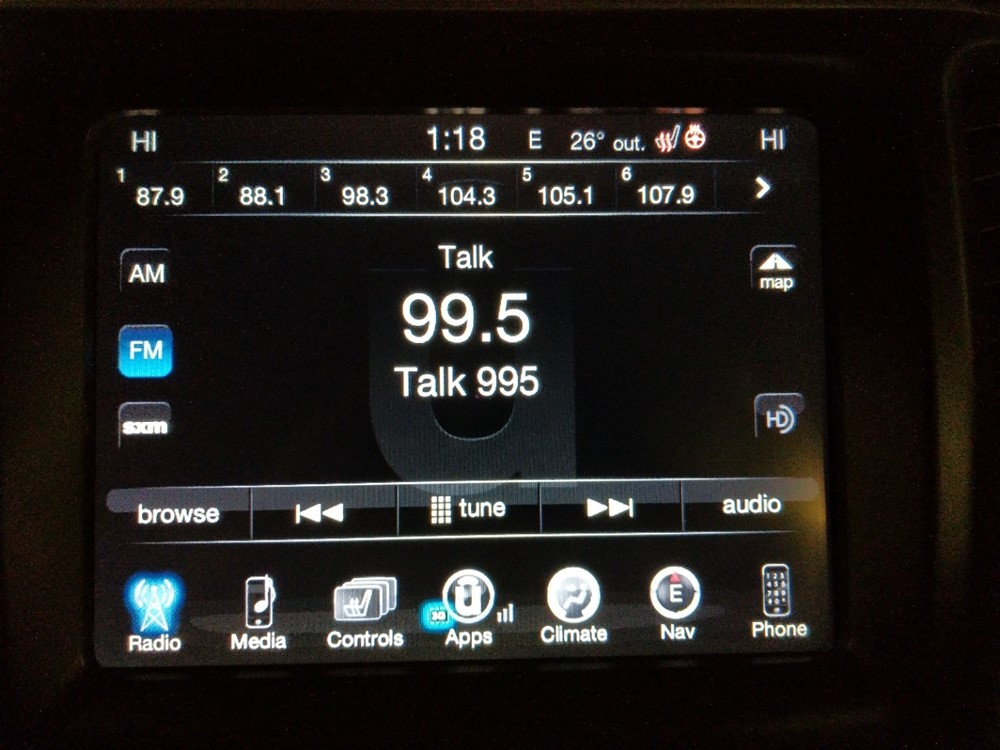 HI 1:18 E 26° out. HI
1 87.9 2 88.1 3 98.3 4 104.3 5 105.1 6 107.9
Talk
AM
map
99.5
FM
Talk 995
sxm
HD
browse tune audio
3G ü E
Radio Media Controls Apps Climate Nav Phone